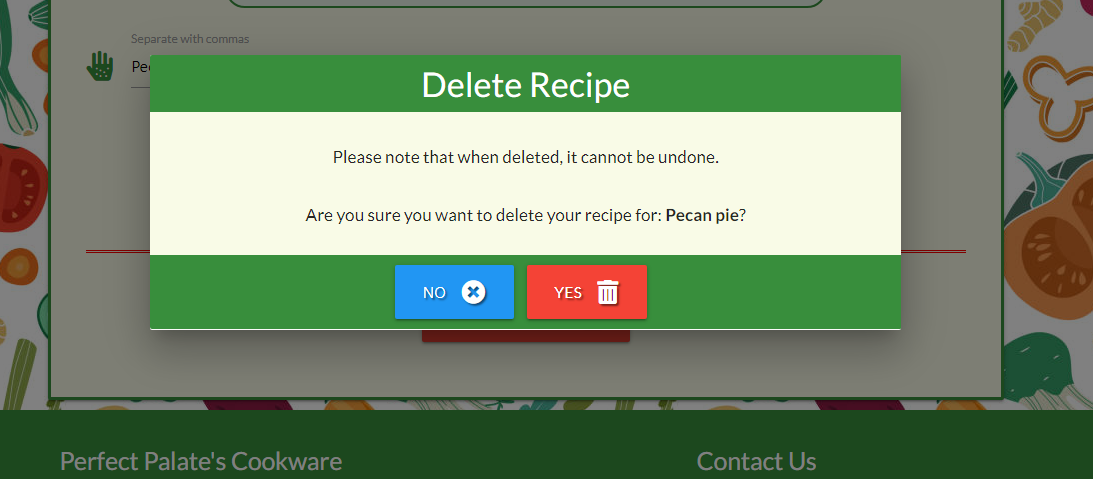 Separate with commas
Pe
Delete Recipe
Please note that when deleted, it cannot be undone.
Are you sure you want to delete your recipe for: Pecan pie?
NO
YES
Perfect Palate's Cookware
Contact Us